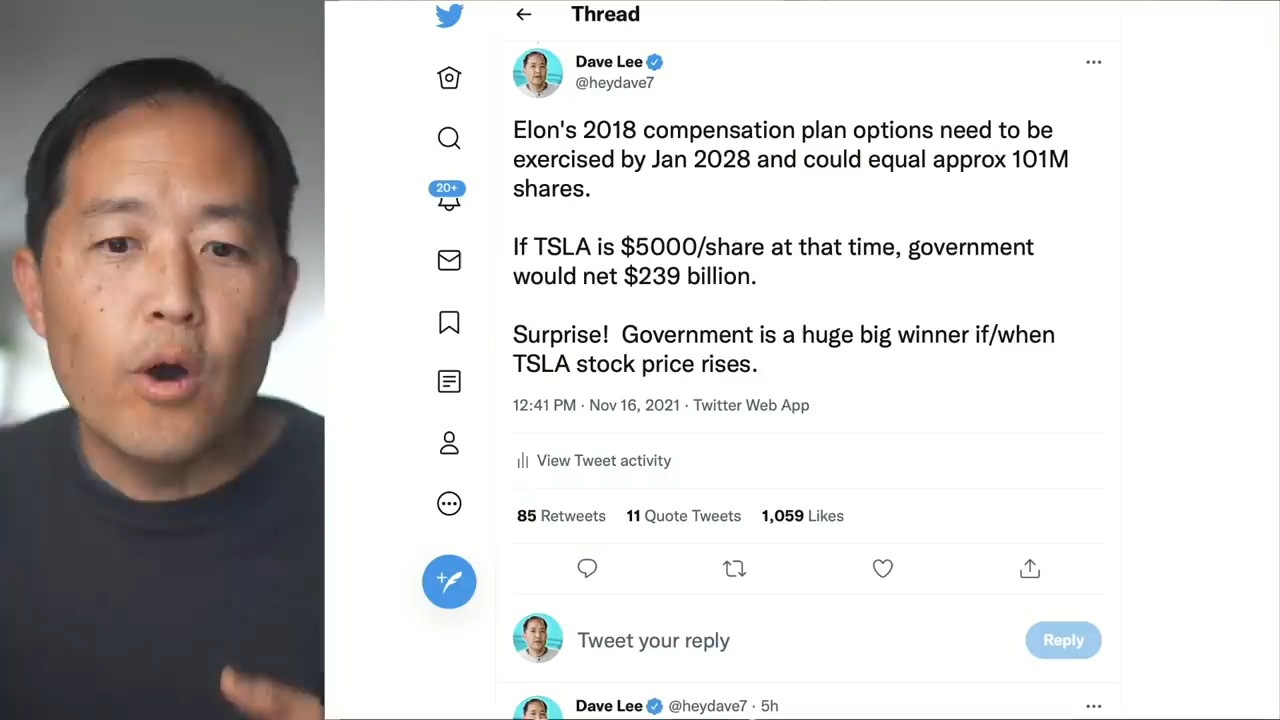 Thread
Dave Lee
@heydave7
Elon's 2018 compensation plan options need to be
exercised by Jan 2028 and could equal approx 101M
shares.
If TSLA is $5000/share at that time, government
would net $239 billion.
Surprise!  Government is a huge big winner if/when
TSLA stock price rises.
12:41 PM · Nov 16, 2021 · Twitter Web App
View Tweet activity
85 Retweets 11 Quote Tweets 1,059 Likes
20+
Tweet your reply
Reply
Dave Lee @heydave7 · 5h